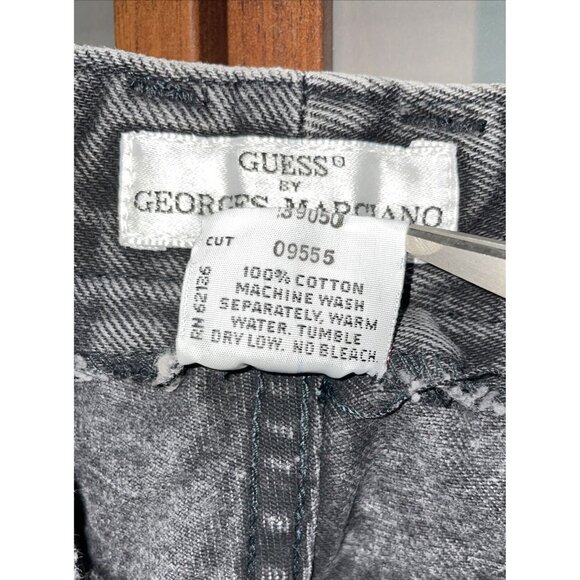 GUESS®
BY
GEORGES MARCIANO
39050
CUT 09555
RN 62136
100% COTTON
MACHINE WASH
SEPARATELY, WARM
WATER. TUMBLE
DRY LOW. NO BLEACH